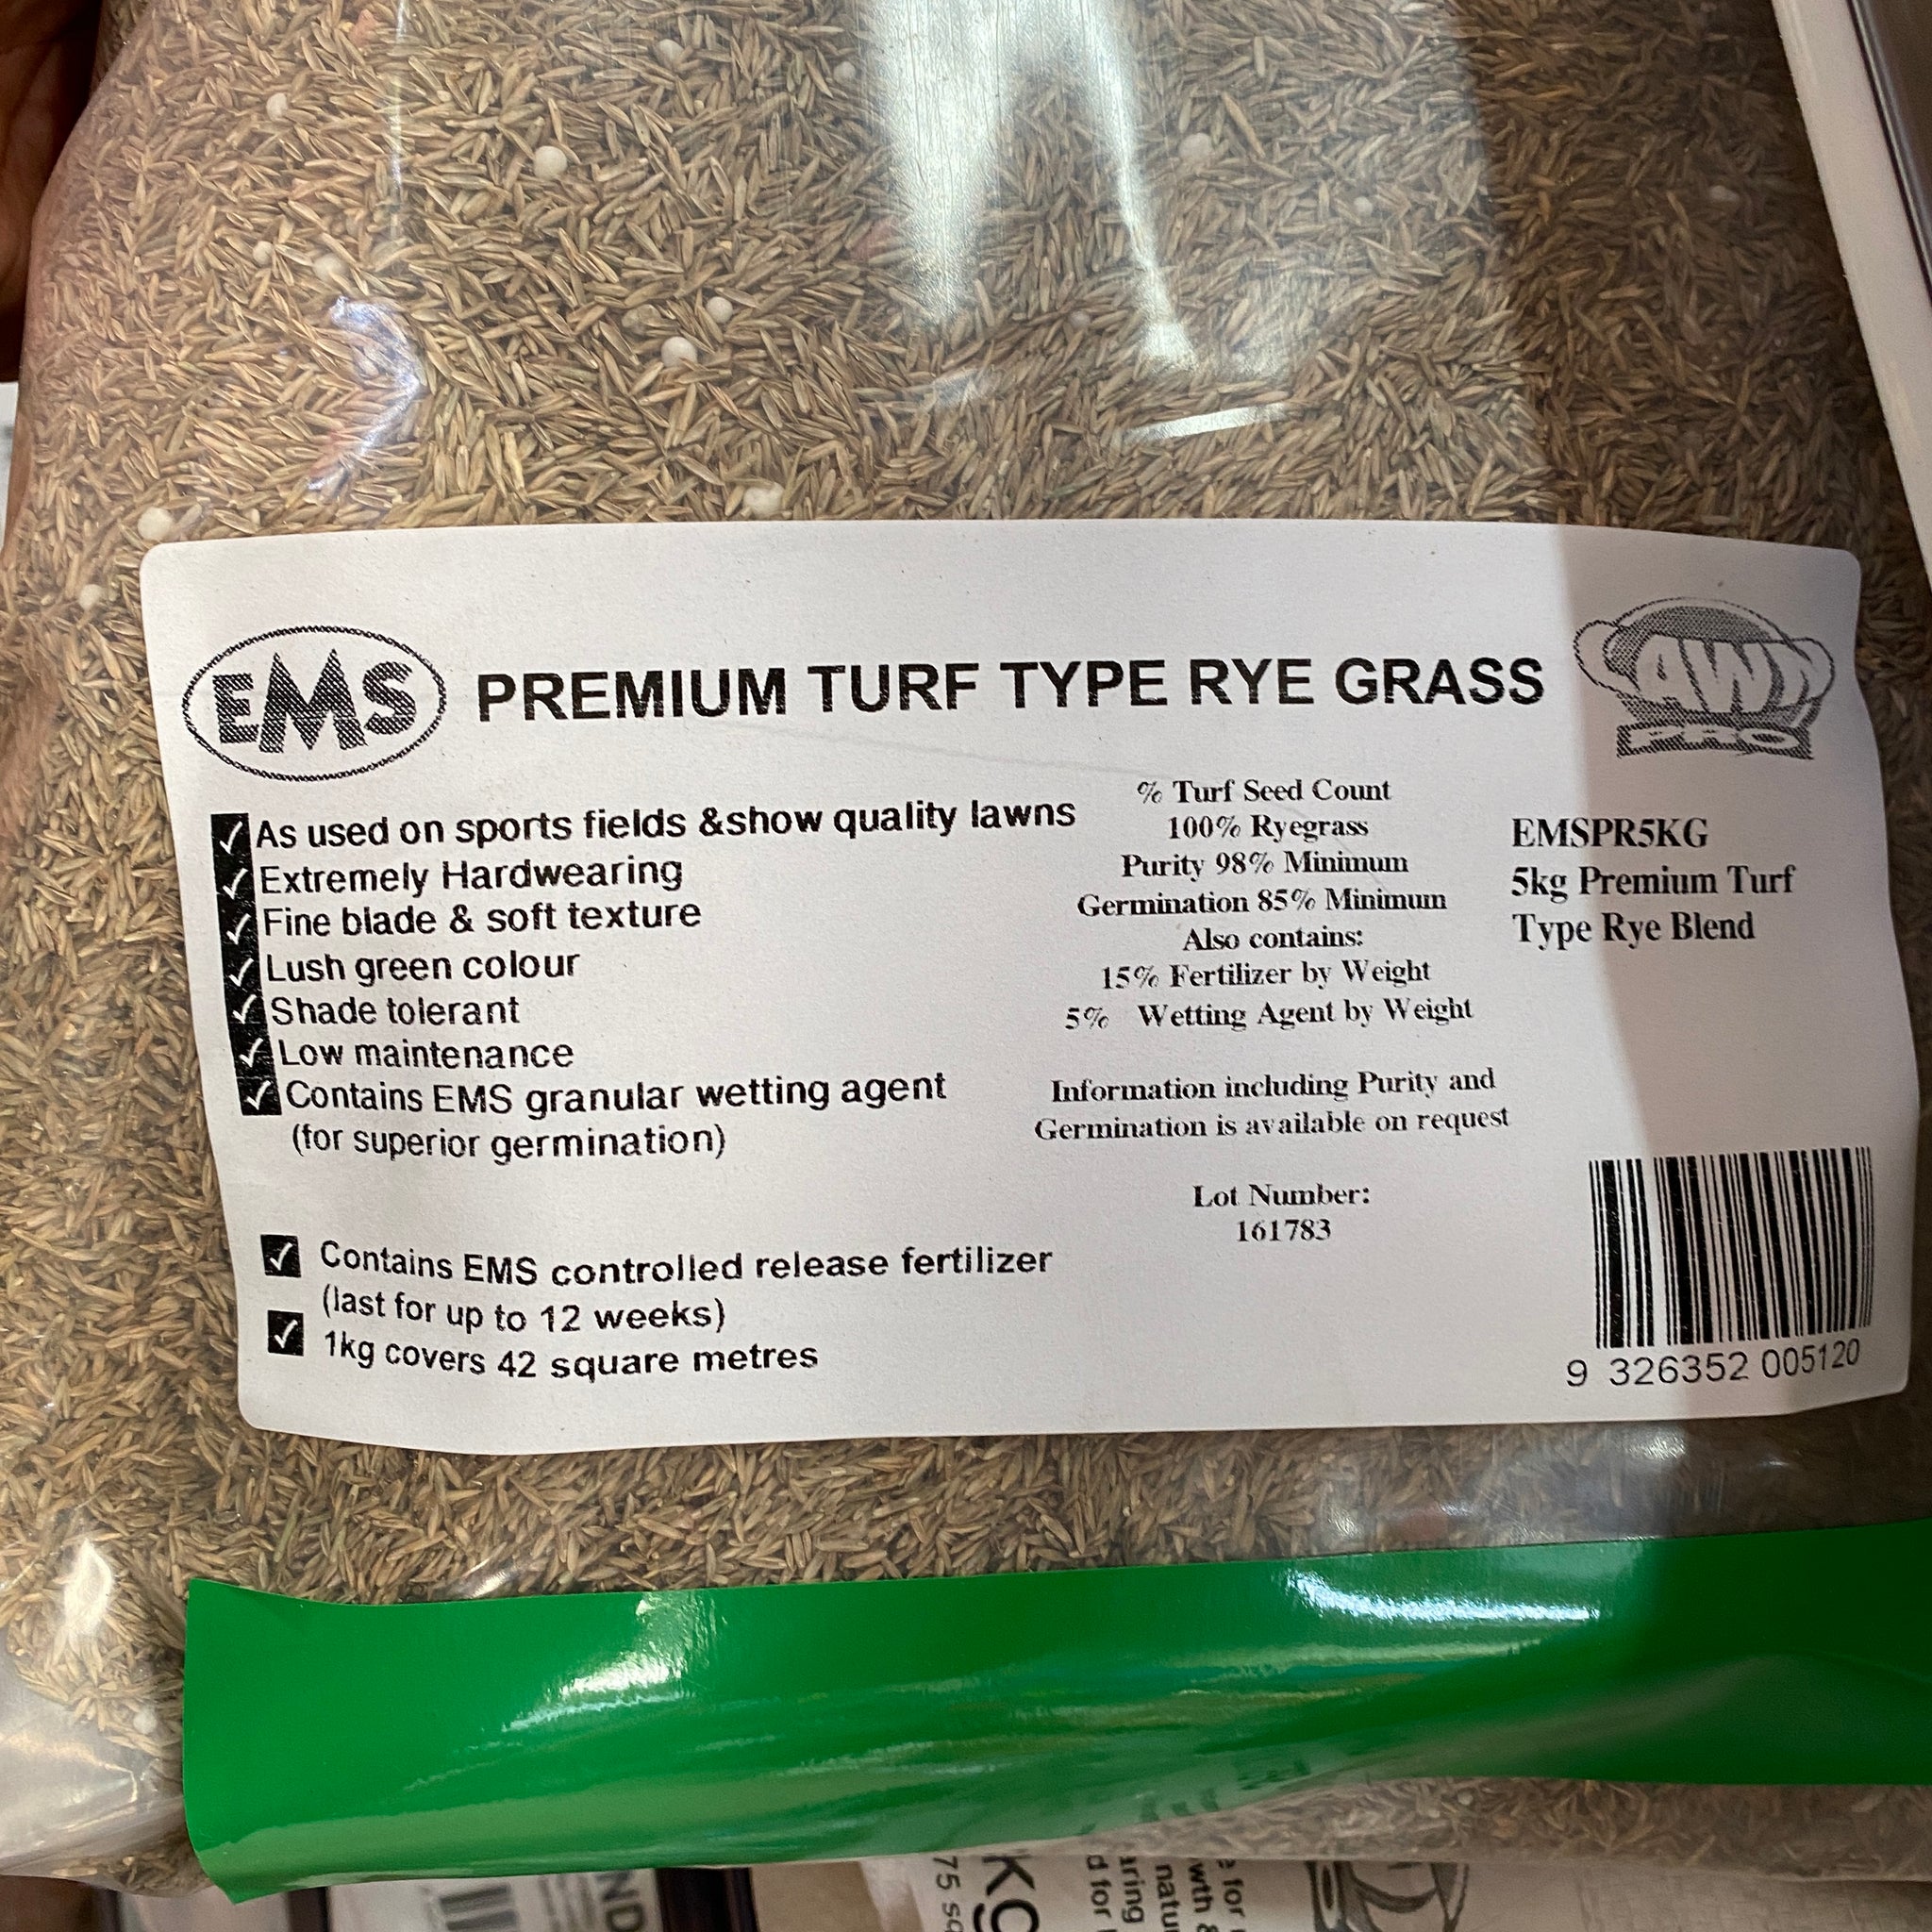 EMS
PREMIUM TURF TYPE RYE GRASS
LAWN
PRO
As used on sports fields &show quality lawns
Extremely Hardwearing
Fine blade & soft texture
Lush green colour
Shade tolerant
Low maintenance
Contains EMS granular wetting agent
(for superior germination)
Contains EMS controlled release fertilizer
(last for up to 12 weeks)
1kg covers 42 square metres
% Turf Seed Count
100% Ryegrass
Purity 98% Minimum
Germination 85% Minimum
Also contains:
15% Fertilizer by Weight
5% Wetting Agent by Weight
Information including Purity and
Germination is available on request
Lot Number:
161783
EMSPR5KG
5kg Premium Turf
Type Rye Blend
9 326352 005120
kg
75